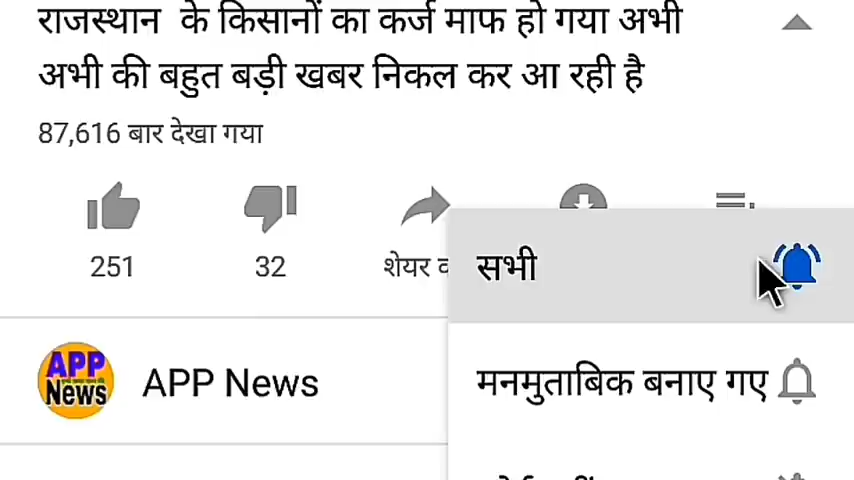 राजस्थान के किसानों का कर्ज माफ हो गया अभी
अभी की बहुत बड़ी खबर निकल कर आ रही है
87,616 बार देखा गया
251
32
शेयर
सभी
APP
News
APP News
मनमुताबिक बनाए गए